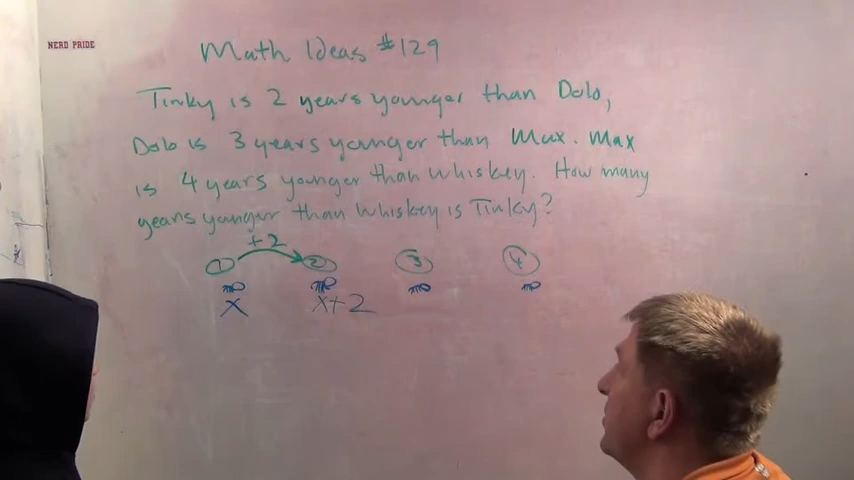 NERD PRIDE
Math Ideas #129
Tinky is 2 years younger than Dolo,
Dolo is 3 years younger than Max. Max
is 4 years younger than Whiskey. How many
years younger than Whiskey is Tinky?
+2
1 2 3 4
x x+2